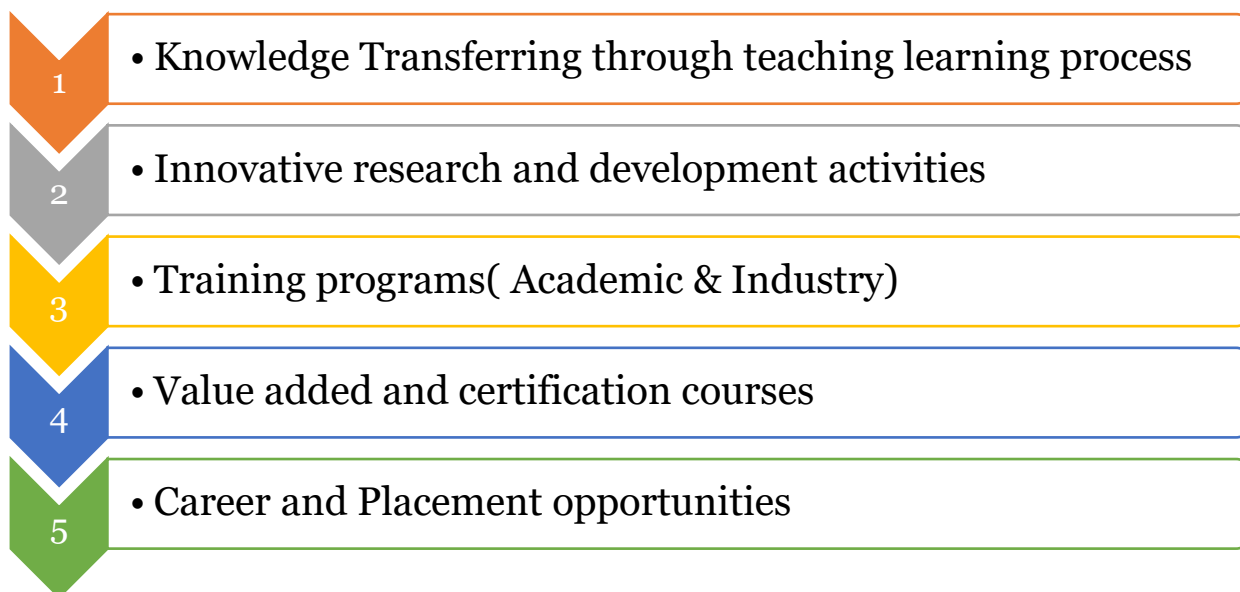 1
• Knowledge Transferring through teaching learning process
2
• Innovative research and development activities
3
• Training programs( Academic & Industry)
4
• Value added and certification courses
5
• Career and Placement opportunities